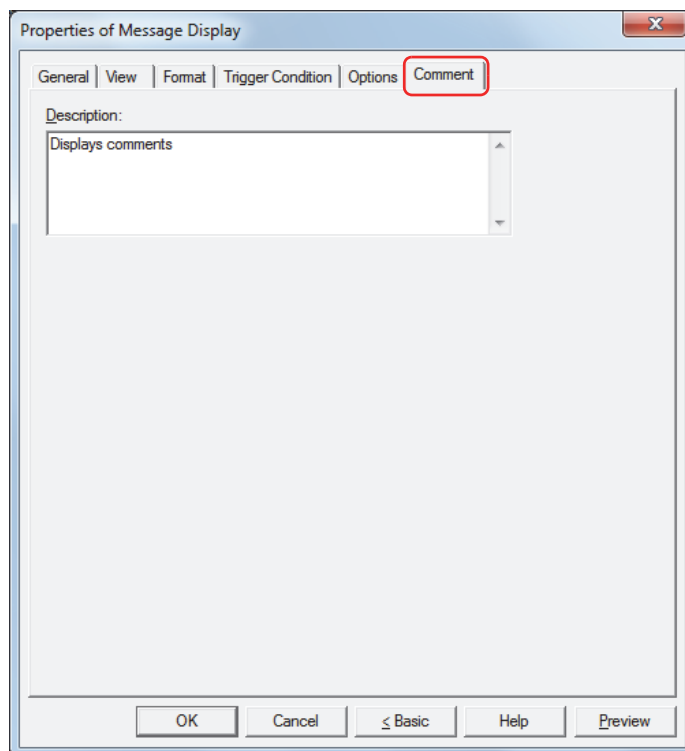 Properties of Message Display
General View Format Trigger Condition Options Comment
Description:
Displays comments
OK Cancel < Basic Help Preview